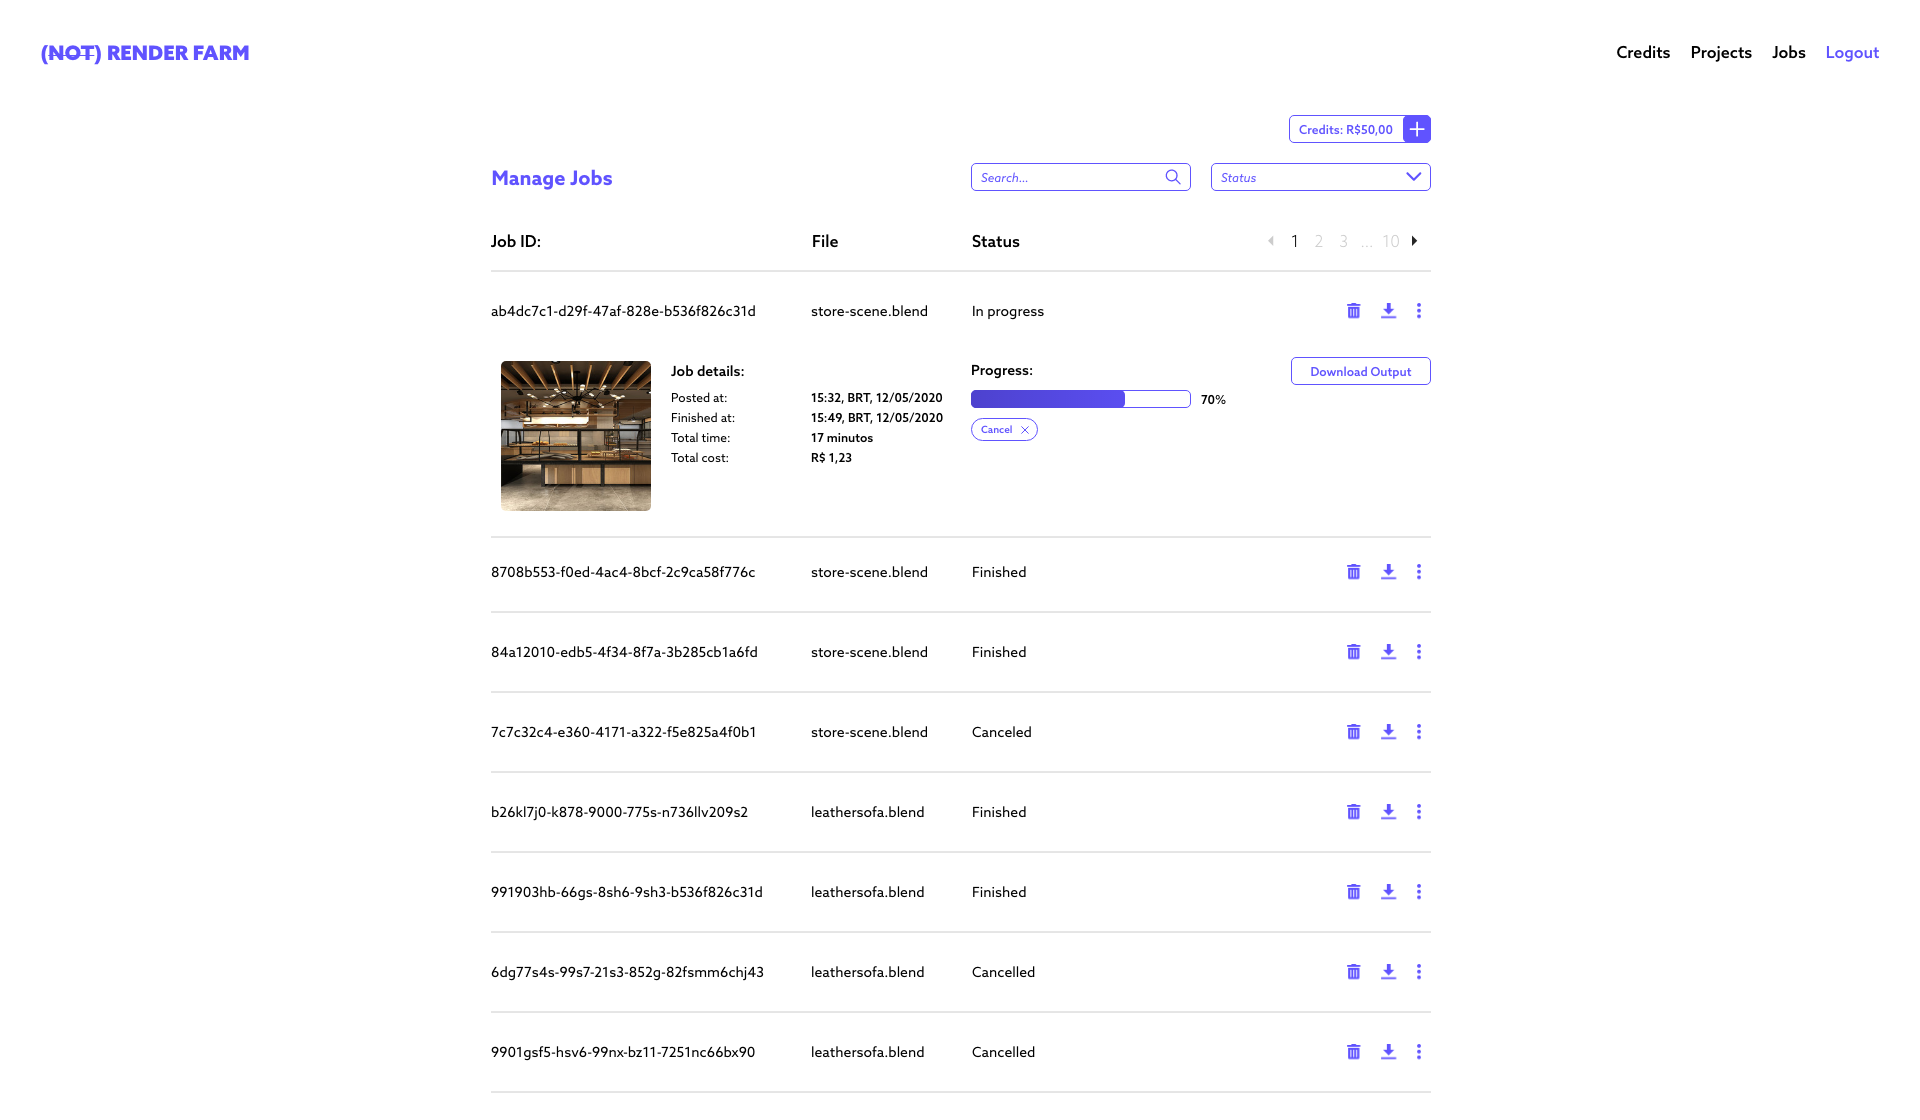 (NOT) RENDER FARM
Credits Projects Jobs Logout
Credits: R$50,00
Manage Jobs
Search...
Status
Job ID: File Status 1 2 3 ... 10
ab4dc7c1-d29f-47af-828e-b536f826c31d store-scene.blend In progress
Job details:
Posted at: 15:32, BRT, 12/05/2020
Finished at: 15:49, BRT, 12/05/2020
Total time: 17 minutos
Total cost: R$ 1,23
Progress:
70%
Cancel
Download Output
8708b553-f0ed-4ac4-8bcf-2c9ca58f776c store-scene.blend Finished
84a12010-edb5-4f34-8f7a-3b285cb1a6fd store-scene.blend Finished
7c7c32c4-e360-4171-a322-f5e825a4f0b1 store-scene.blend Canceled
b26kl7j0-k878-9000-775s-n736llv209s2 leathersofa.blend Finished
991903hb-66gs-8sh6-9sh3-b536f826c31d leathersofa.blend Finished
6dg77s4s-99s7-21s3-852g-82fsmm6chj43 leathersofa.blend Cancelled
9901gsf5-hsv6-99nx-bz11-7251nc66bx90 leathersofa.blend Cancelled